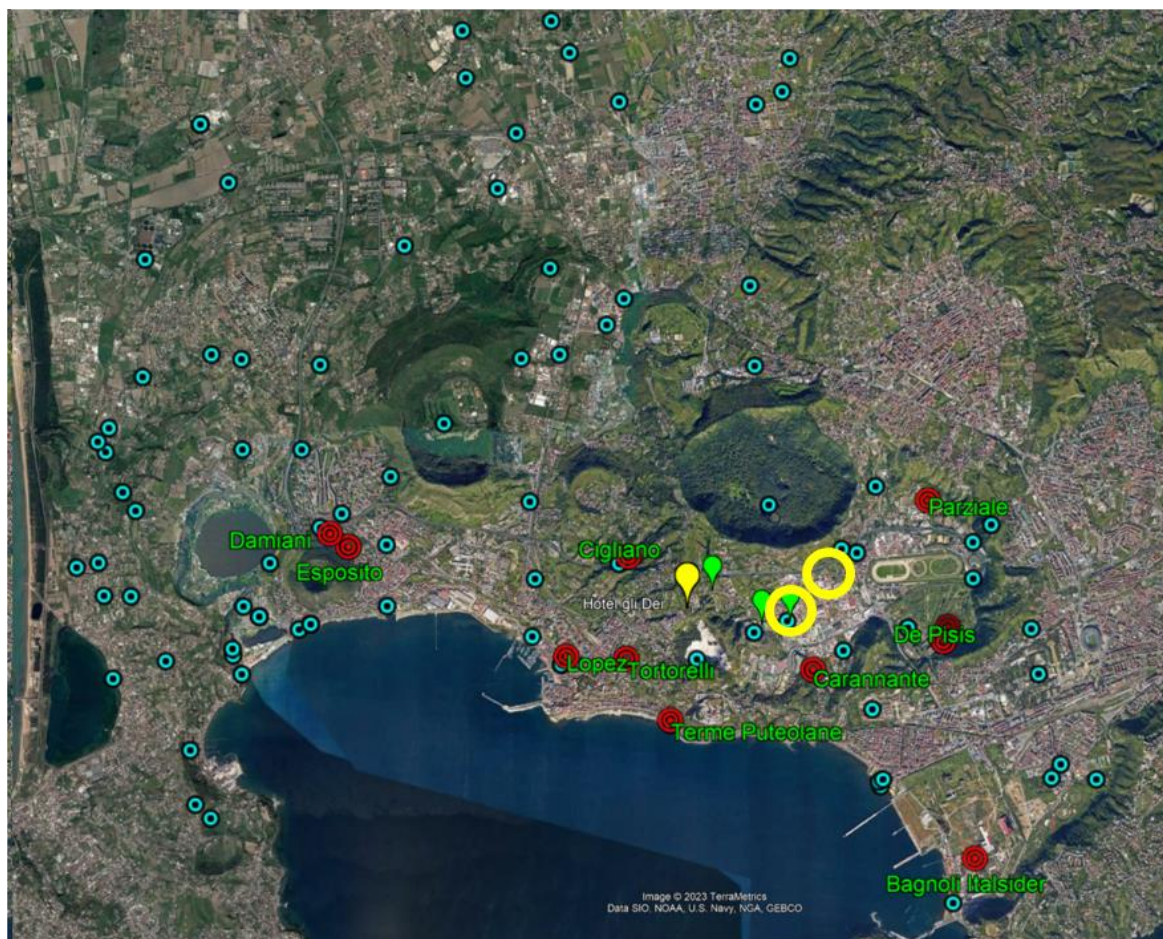 Parziale
Damiani
Esposito
Cigliano
Hotel gli Dei
De Pisis
Lopez
Tortorelli
Carannante
Terme Puteolane
Bagnoli Italsider
Image © 2023 TerraMetrics
Data SIO, NOAA, U.S. Navy, NGA, GEBCO